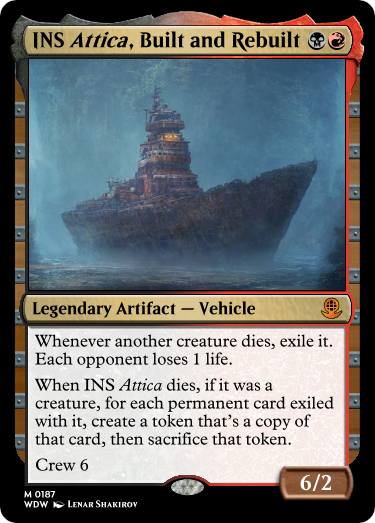 INS Attica, Built and Rebuilt
Legendary Artifact — Vehicle
Whenever another creature dies, exile it.
Each opponent loses 1 life.
When INS Attica dies, if it was a
creature, for each permanent card exiled
with it, create a token that's a copy of
that card, then sacrifice that token.
Crew 6
6/2
M 0187
WDW Lenar Shakirov